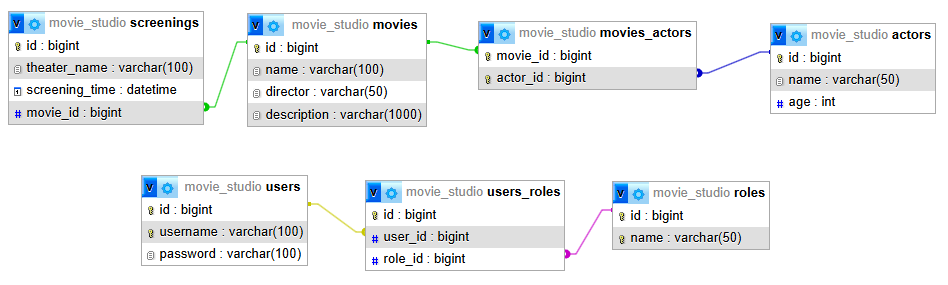 movie_studio screenings
id : bigint
theater_name : varchar(100)
screening_time : datetime
# movie_id : bigint
movie_studio movies
id : bigint
name : varchar(100)
director : varchar(50)
description : varchar(1000)
movie_studio movies_actors
movie_id : bigint
actor_id : bigint
movie_studio actors
id : bigint
name : varchar(50)
# age : int
movie_studio users
id : bigint
username : varchar(100)
password : varchar(100)
movie_studio users_roles
id : bigint
# user_id : bigint
# role_id : bigint
movie_studio roles
id : bigint
name : varchar(50)